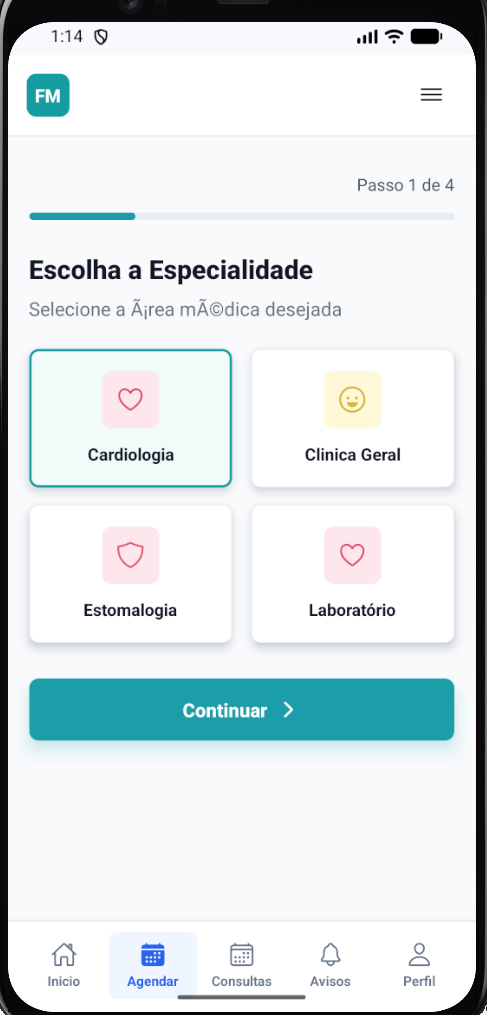 1:14
FM
Passo 1 de 4
Escolha a Especialidade
Selecione a Ã¡rea mÃ©dica desejada
Cardiologia
Clinica Geral
Estomalogia
Laboratório
Continuar
Inicio
Agendar
Consultas
Avisos
Perfil